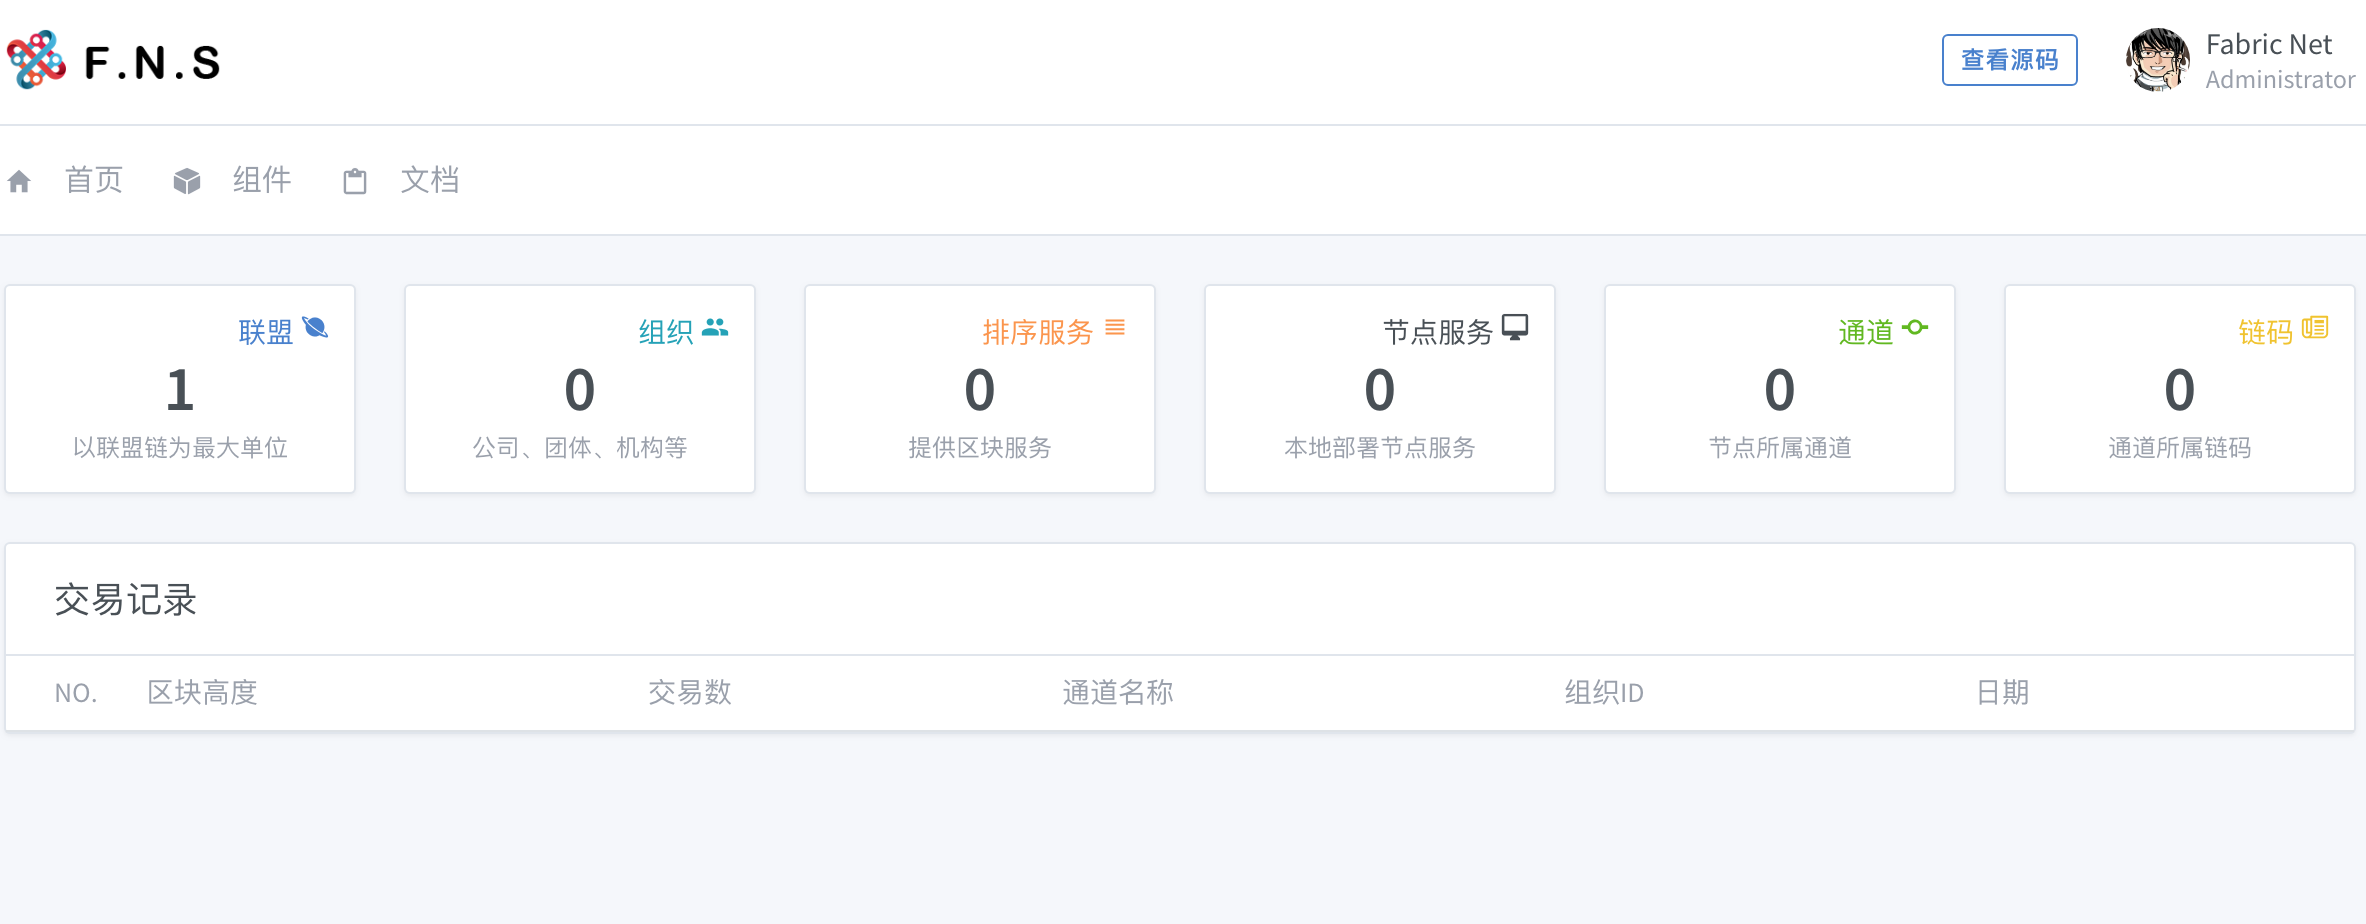 F.N.S
查看源码
Fabric Net
Administrator
首页 组件 文档
联盟
1
以联盟链为最大单位
组织
0
公司、团体、机构等
排序服务
0
提供区块服务
节点服务
0
本地部署节点服务
通道
0
节点所属通道
链码
0
通道所属链码
交易记录
NO. 区块高度 交易数 通道名称 组织ID 日期